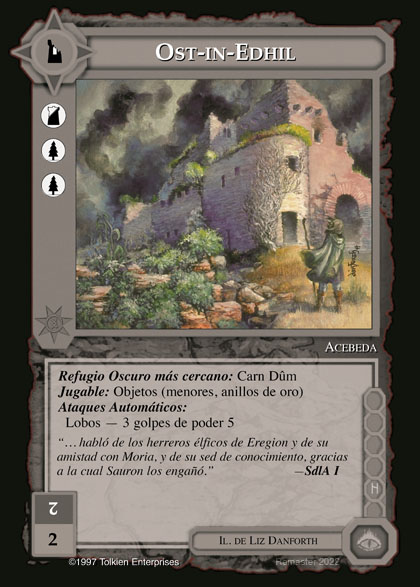 OST-IN-EDHIL
ACEBEDA
Refugio Oscuro más cercano: Carn Dûm
Jugable: Objetos (menores, anillos de oro)
Ataques Automáticos:
Lobos — 3 golpes de poder 5
“… habló de los herreros élficos de Eregion y de su
amistad con Moria, y de su sed de conocimiento, gracias
a la cual Sauron los engañó.” —SdlA I
2
2
H
IL. DE LIZ DANFORTH
©1997 Tolkien Enterprises